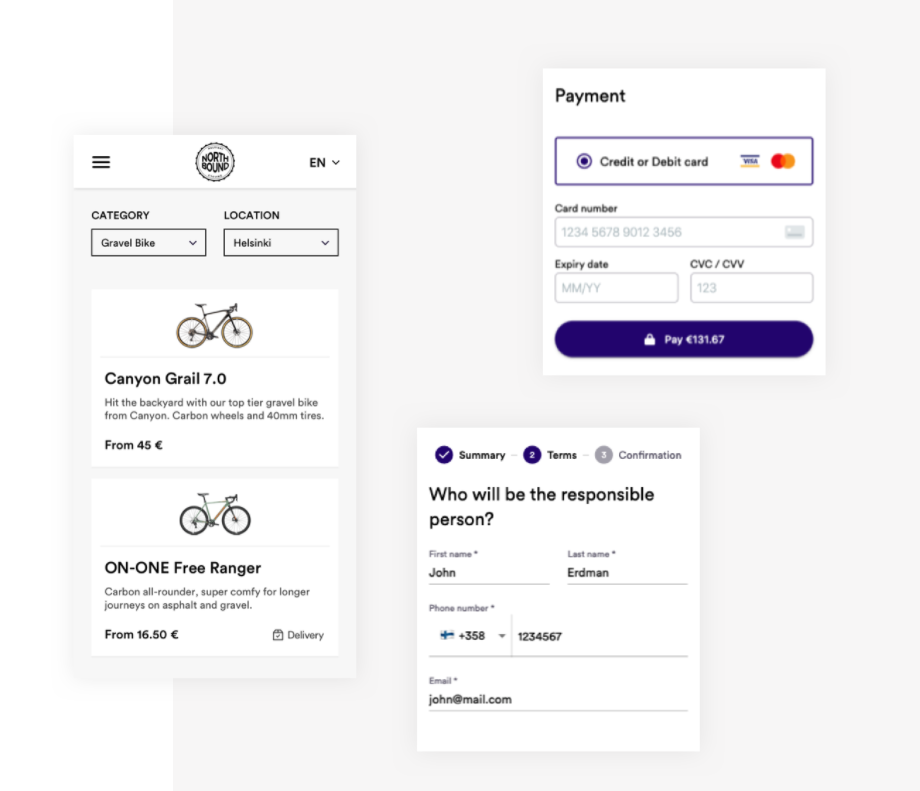 NORTH
BOUND
EN
CATEGORY
LOCATION
Gravel Bike
Helsinki
Canyon Grail 7.0
Hit the backyard with our top tier gravel bike
from Canyon. Carbon wheels and 40mm tires.
From 45 €
ON-ONE Free Ranger
Carbon all-rounder, super comfy for longer
journeys on asphalt and gravel.
From 16.50 €
Delivery
Payment
Credit or Debit card
VISA
Card number
1234 5678 9012 3456
Expiry date
CVC / CVV
MM/YY
123
Pay €131.67
Summary – 2 Terms – 3 Confirmation
Who will be the responsible
person?
First name *
Last name *
John
Erdman
Phone number *
+358
1234567
Email *
john@mail.com